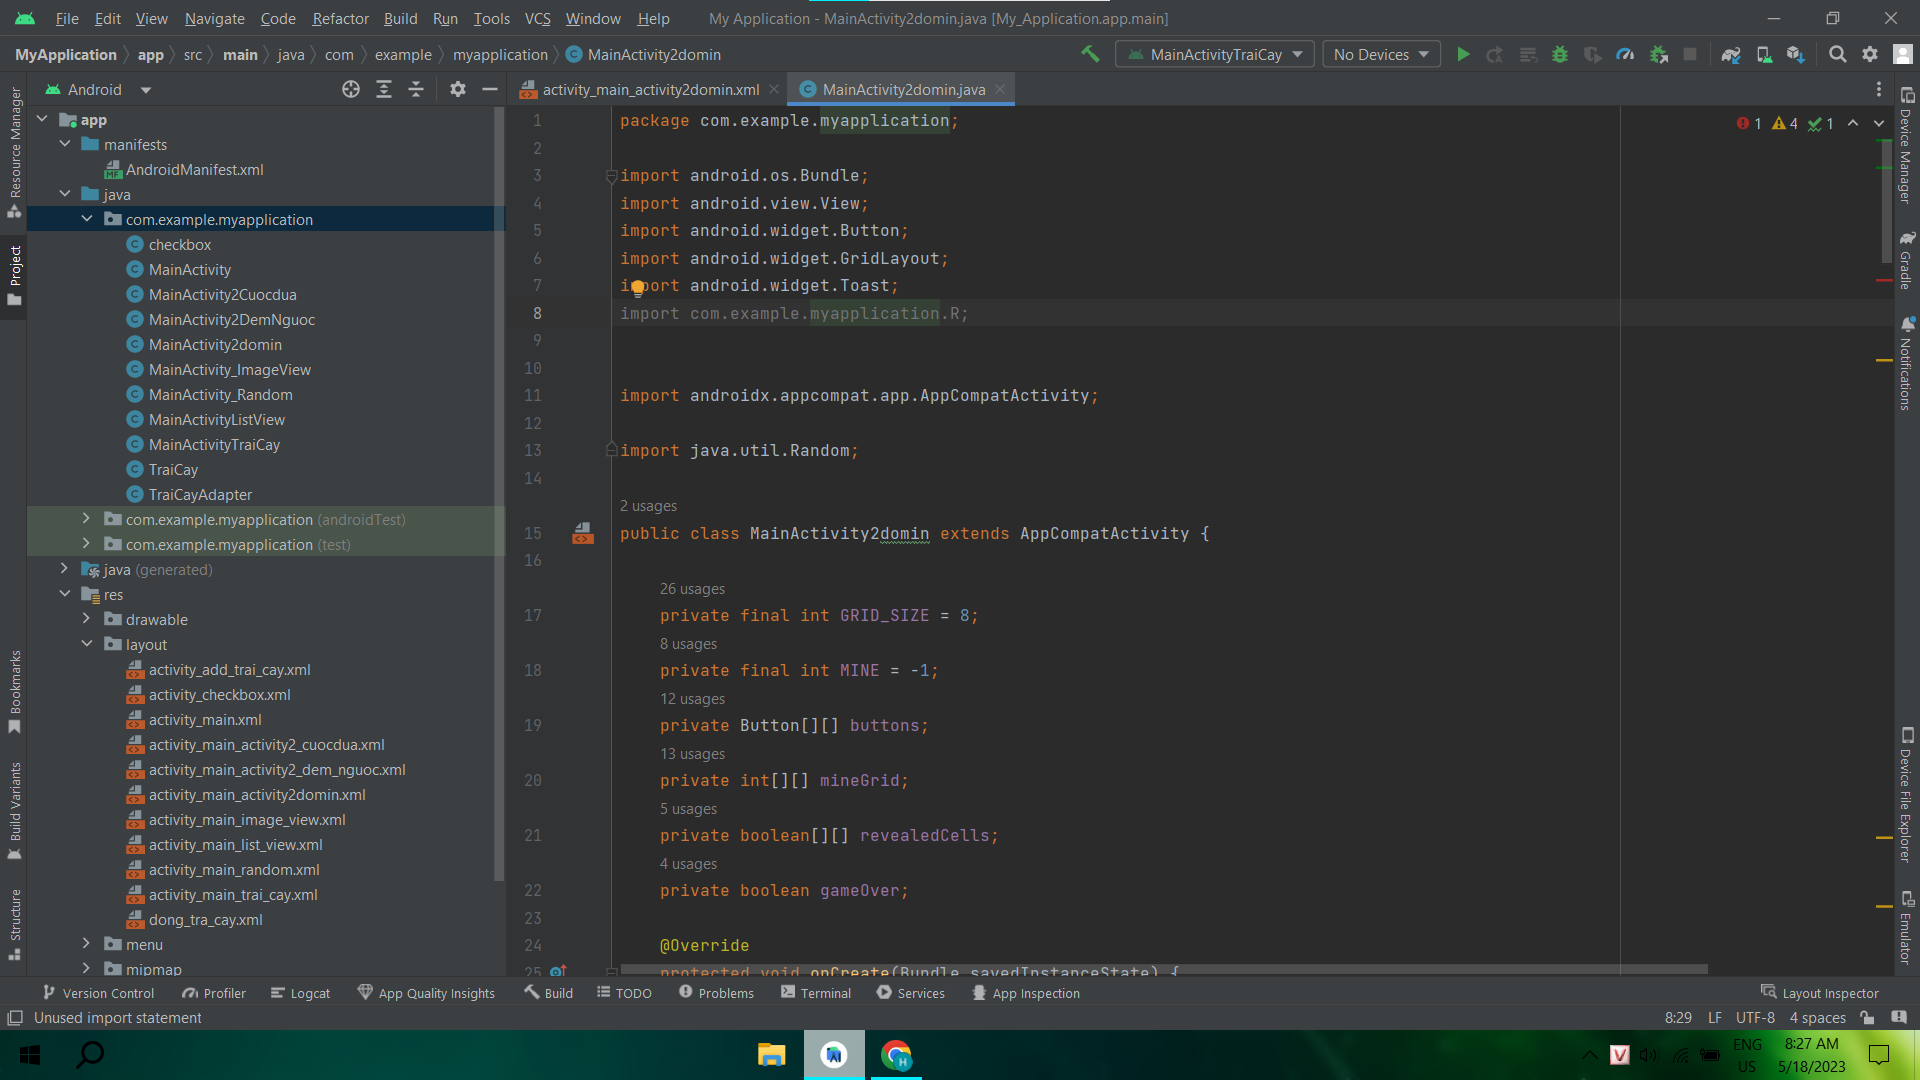 File Edit View Navigate Code Refactor Build Run Tools VCS Window Help My Application - MainActivity2domin.java [My_Application.app.main]
MyApplication app src main java com example myapplication MainActivity2domin MainActivityTraiCay No Devices
Android
activity_main_activity2domin.xml MainActivity2domin.java
Resource Manager
Project
Bookmarks
Build Variants
Structure
app
manifests
AndroidManifest.xml
java
com.example.myapplication
checkbox
MainActivity
MainActivity2Cuocdua
MainActivity2DemNguoc
MainActivity2domin
MainActivity_ImageView
MainActivity_Random
MainActivityListView
MainActivityTraiCay
TraiCay
TraiCayAdapter
com.example.myapplication (androidTest)
com.example.myapplication (test)
java (generated)
res
drawable
layout
activity_add_trai_cay.xml
activity_checkbox.xml
activity_main.xml
activity_main_activity2_cuocdua.xml
activity_main_activity2_dem_nguoc.xml
activity_main_activity2domin.xml
activity_main_image_view.xml
activity_main_list_view.xml
activity_main_random.xml
activity_main_trai_cay.xml
dong_tra_cay.xml
menu
mipmap
1 package com.example.myapplication;
2
3 import android.os.Bundle;
4 import android.view.View;
5 import android.widget.Button;
6 import android.widget.GridLayout;
7 import android.widget.Toast;
8 import com.example.myapplication.R;
9
10
11 import androidx.appcompat.app.AppCompatActivity;
12
13 import java.util.Random;
14
2 usages
15 public class MainActivity2domin extends AppCompatActivity {
16
26 usages
17 private final int GRID_SIZE = 8;
8 usages
18 private final int MINE = -1;
12 usages
19 private Button[][] buttons;
13 usages
20 private int[][] mineGrid;
5 usages
21 private boolean[][] revealedCells;
4 usages
22 private boolean gameOver;
23
24 @Override
25 protected void onCreate(Bundle savedInstanceState) {
1 4 1
Device Manager
Gradle
Notifications
Device File Explorer
Emulator
Version Control Profiler Logcat App Quality Insights Build TODO Problems Terminal Services App Inspection Layout Inspector
Unused import statement 8:29 LF UTF-8 4 spaces
ENG
US
8:27 AM
5/18/2023